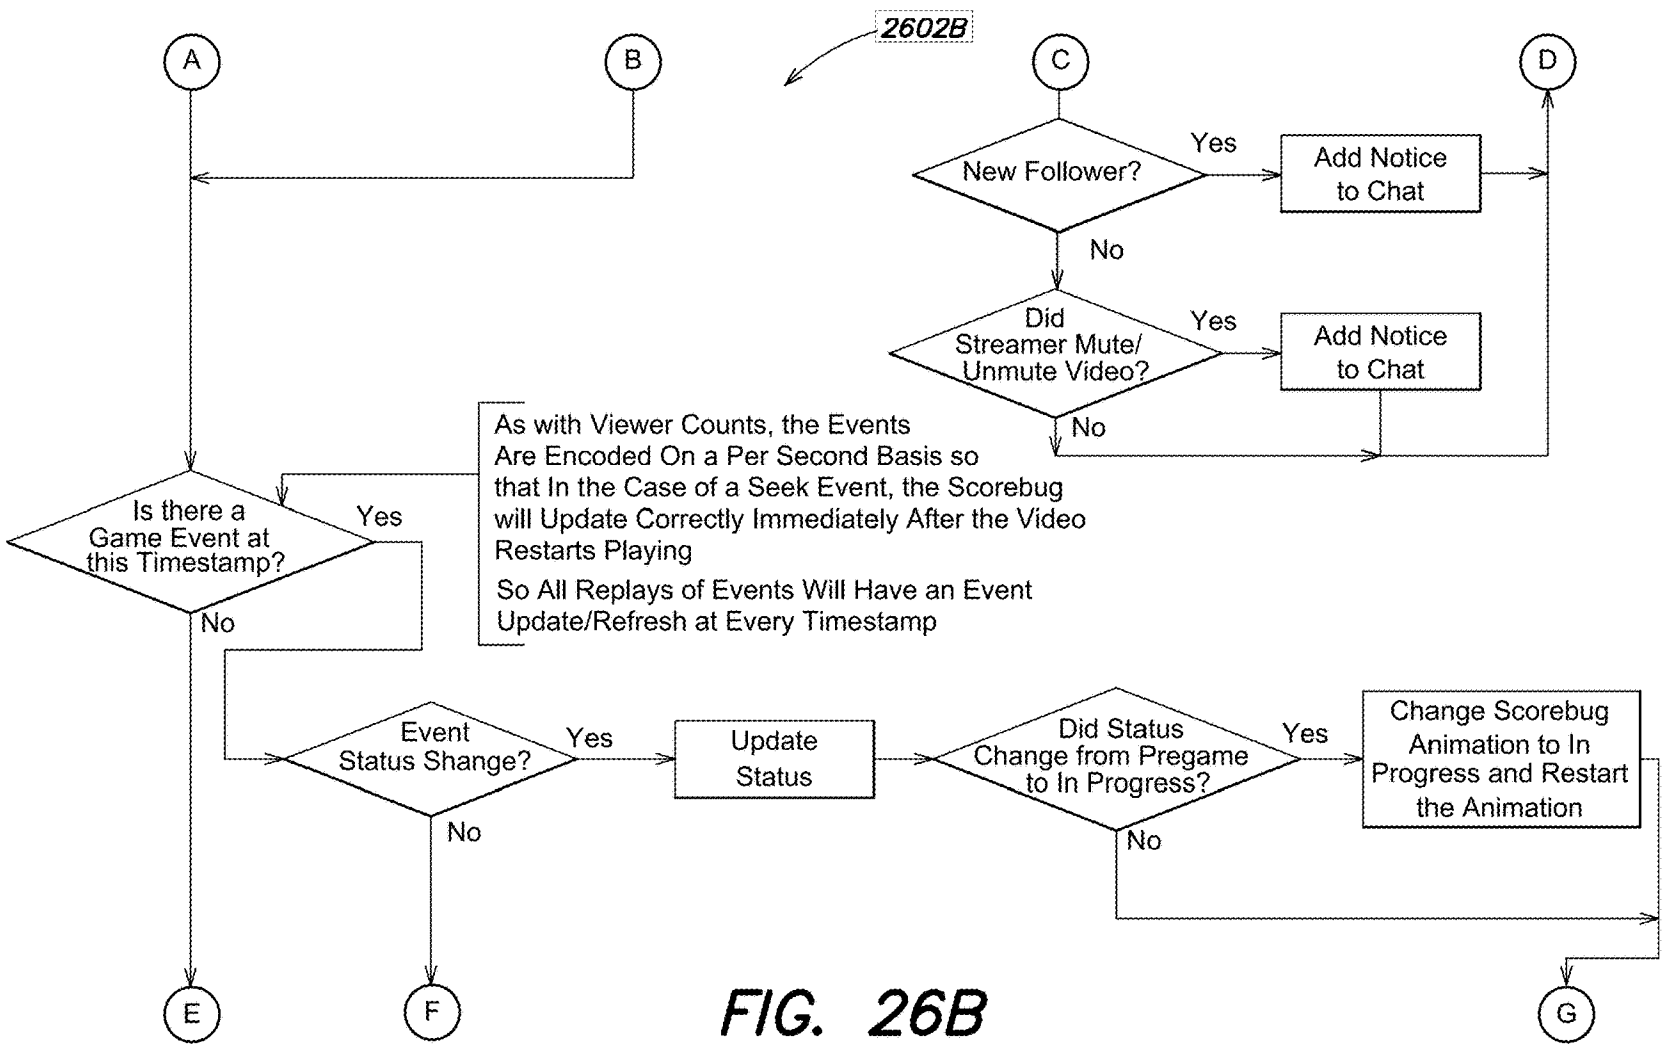 2602B
A
B
C
D
New Follower?
Yes
Add Notice
to Chat
No
Did
Streamer Mute/
Unmute Video?
Yes
Add Notice
to Chat
No
As with Viewer Counts, the Events
Are Encoded On a Per Second Basis so
that In the Case of a Seek Event, the Scorebug
will Update Correctly Immediately After the Video
Restarts Playing
So All Replays of Events Will Have an Event
Update/Refresh at Every Timestamp
Is there a
Game Event at
this Timestamp?
Yes
No
Event
Status Shange?
Yes
No
Update
Status
Did Status
Change from Pregame
to In Progress?
Yes
No
Change Scorebug
Animation to In
Progress and Restart
the Animation
E
F
G
FIG. 26B